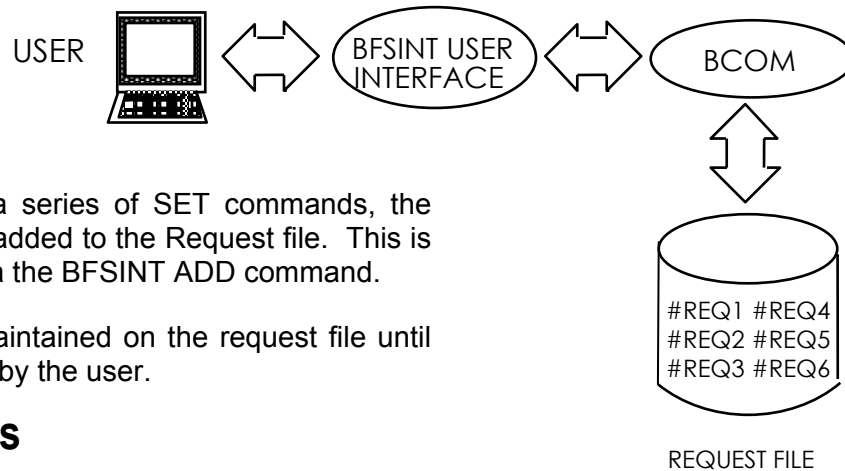 USER
BFSINT USER
INTERFACE
BCOM
a series of SET commands, the
added to the Request file. This is
the BFSINT ADD command.
aintained on the request file until
by the user.
s
#REQ1 #REQ4
#REQ2 #REQ5
#REQ3 #REQ6
REQUEST FILE